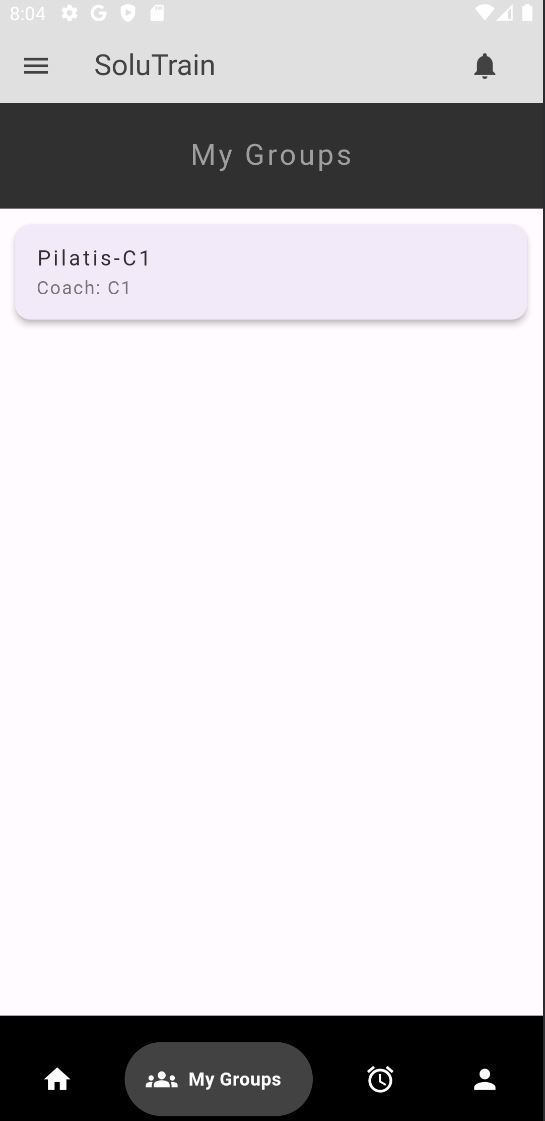 8:04
SoluTrain
My Groups
Pilatis-C1
Coach: C1
My Groups